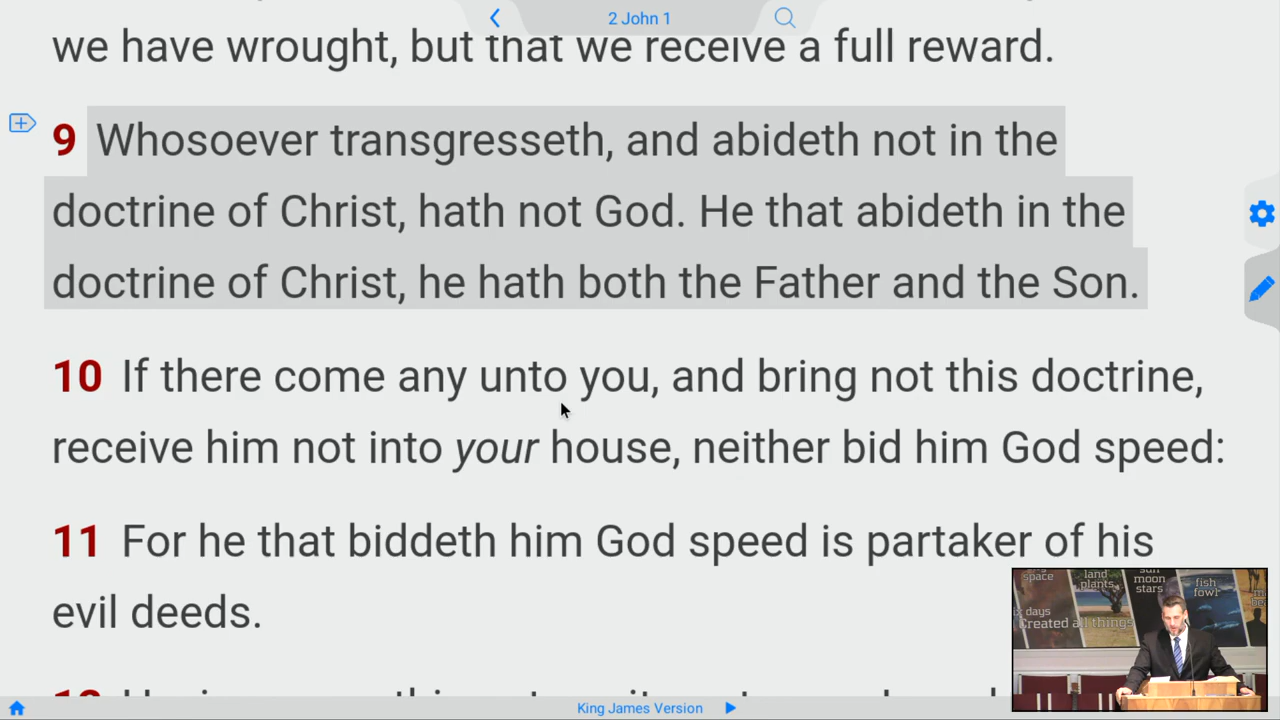 2 John 1
we have wrought, but that we receive a full reward.
9 Whosoever transgresseth, and abideth not in the
doctrine of Christ, hath not God. He that abideth in the
doctrine of Christ, he hath both the Father and the Son.
10 If there come any unto you, and bring not this doctrine,
receive him not into your house, neither bid him God speed:
11 For he that biddeth him God speed is partaker of his
evil deeds.
space
land
plants
sun
moon
stars
fish
fowl
days
Created all things
King James Version